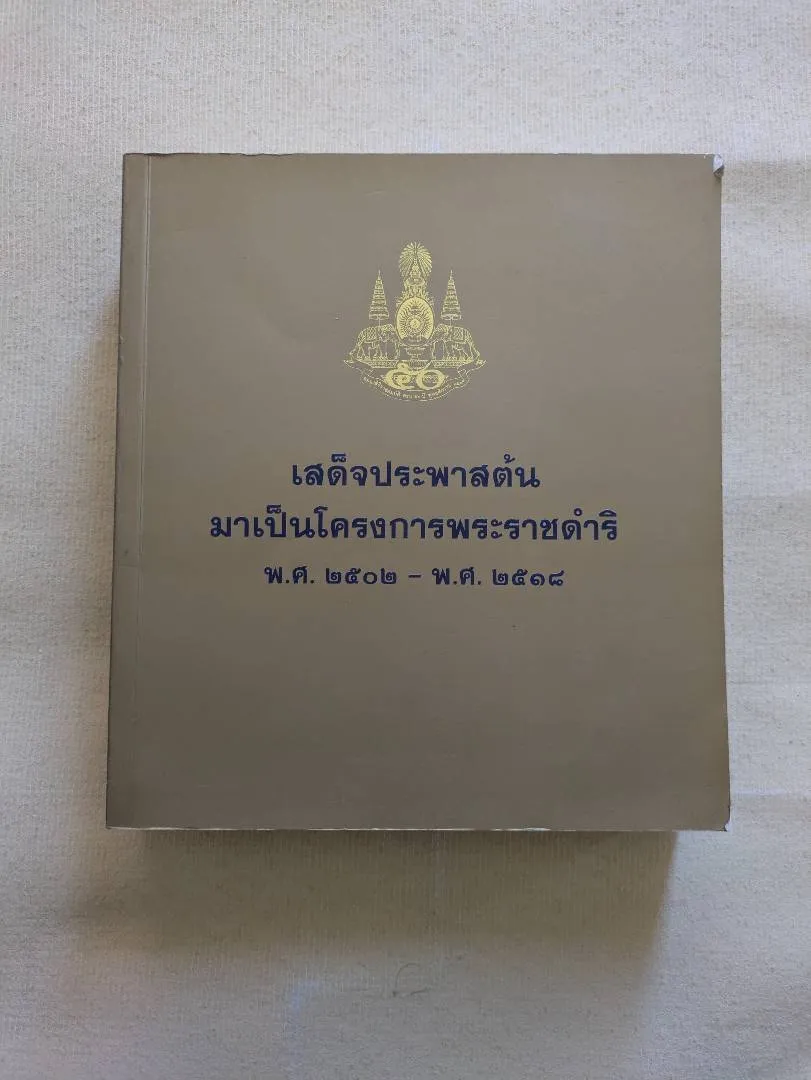 ๕๐
เสด็จประพาสต้น
มาเป็นโครงการพระราชดำริ
พ.ศ. ๒๕๐๒ – พ.ศ. ๒๕๑๘